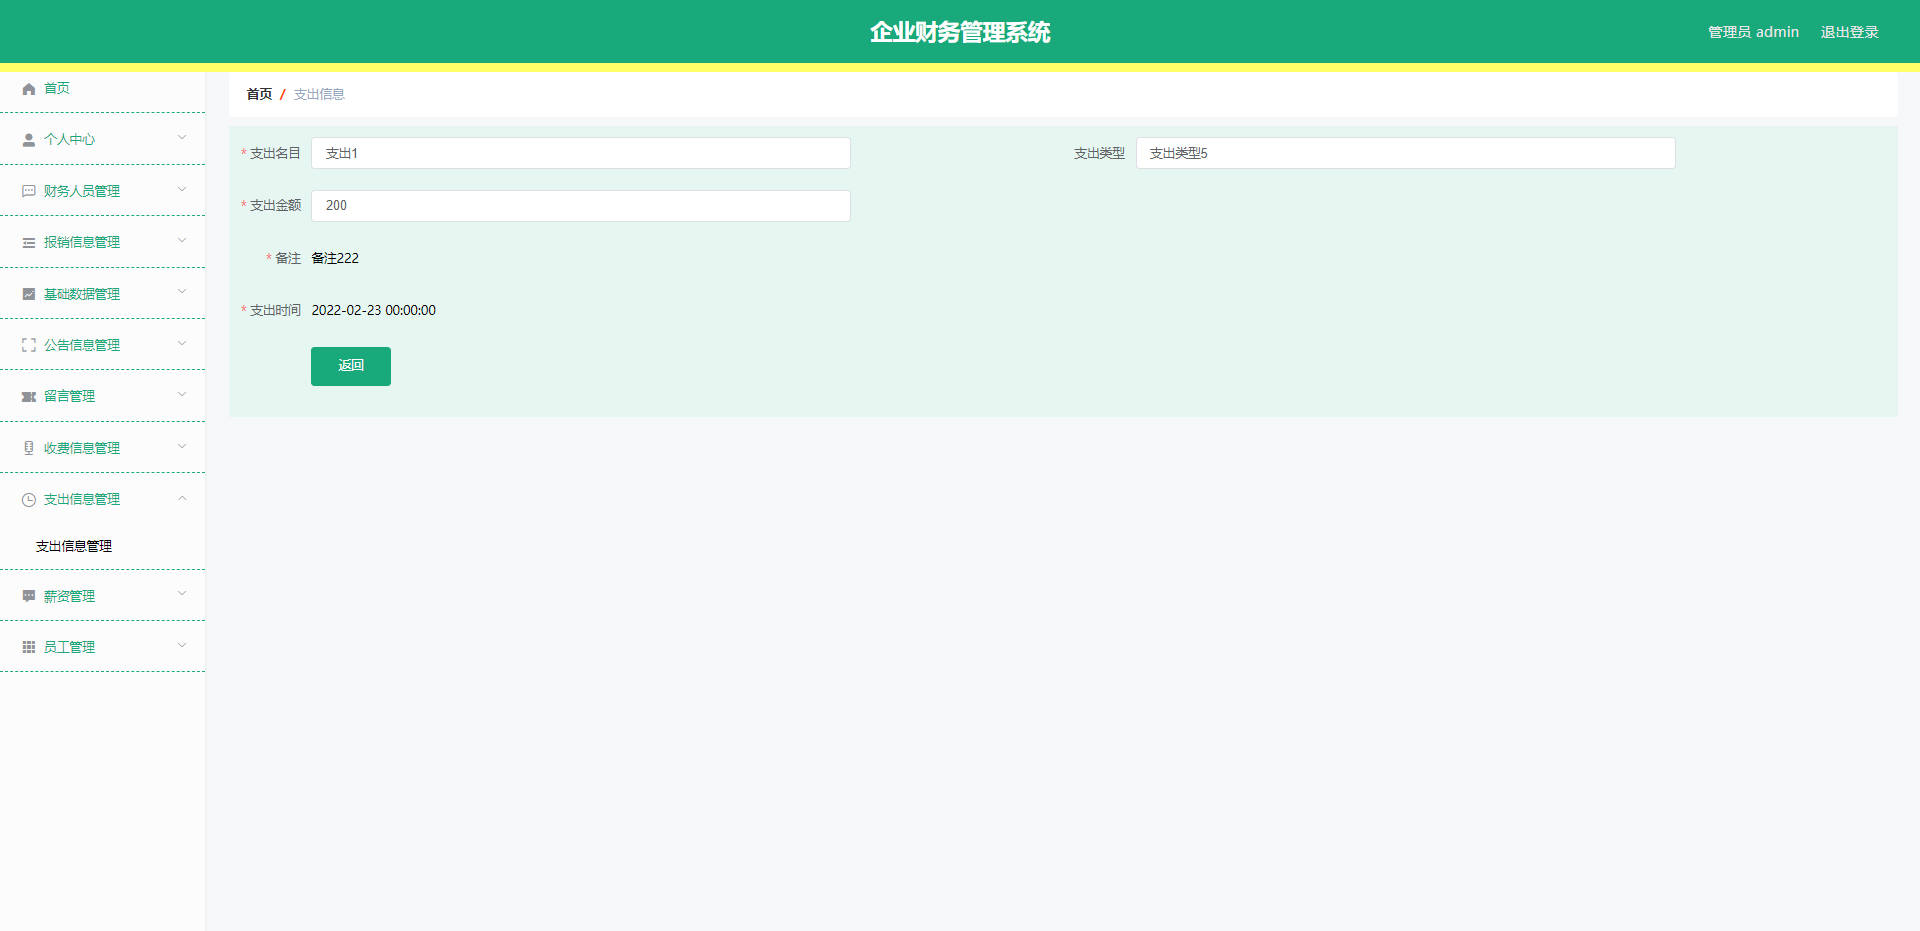 企业财务管理系统
管理员 admin 退出登录
首页
个人中心
财务人员管理
报销信息管理
基础数据管理
公告信息管理
留言管理
收费信息管理
支出信息管理
支出信息管理
薪资管理
员工管理
首页 / 支出信息
* 支出名目 支出1 支出类型 支出类型5
* 支出金额 200
* 备注 备注222
* 支出时间 2022-02-23 00:00:00
返回